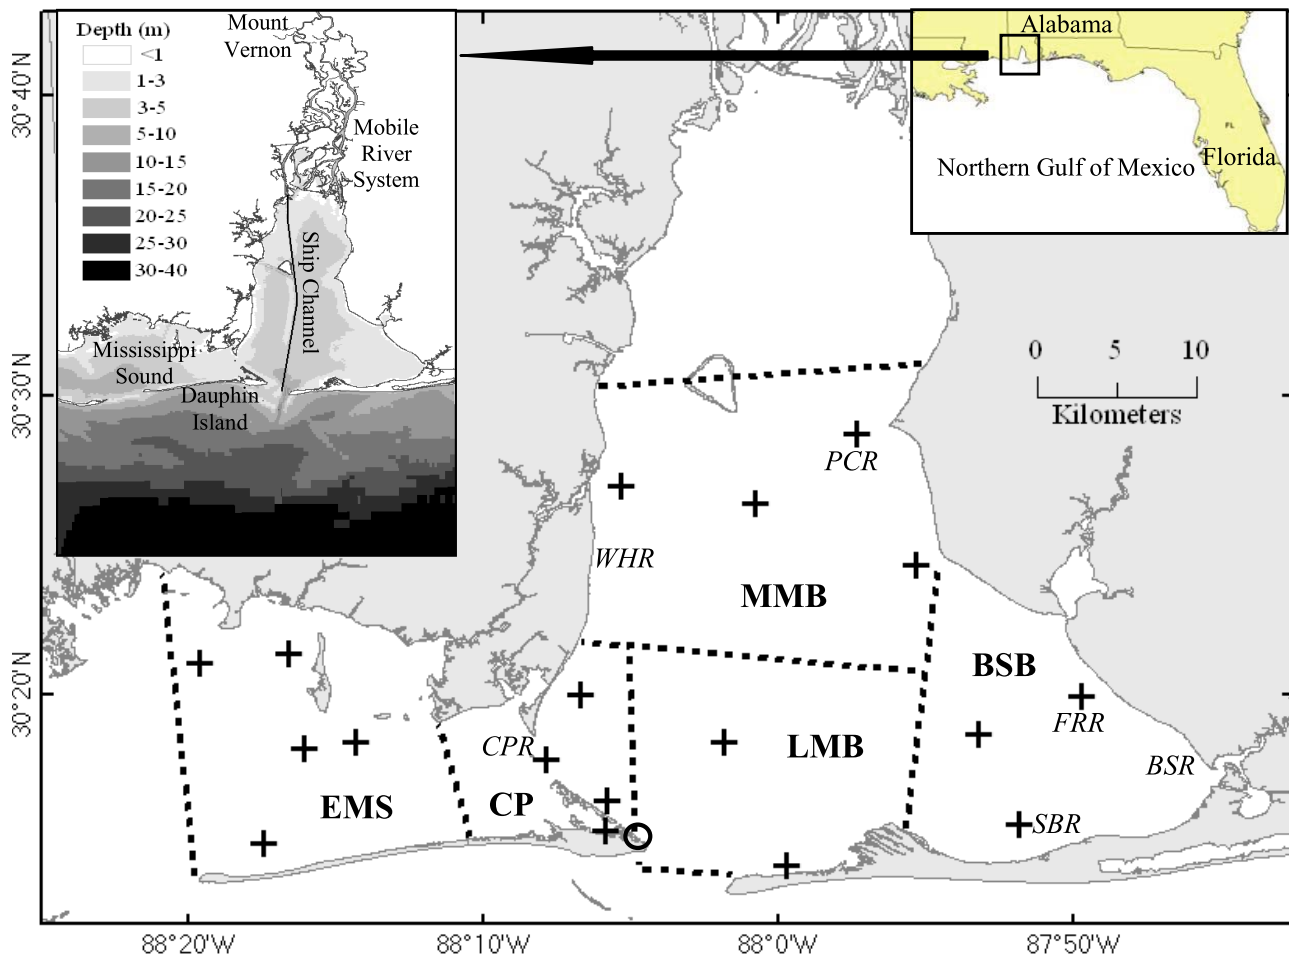 Depth (m)
<1
1-3
3-5
5-10
10-15
15-20
20-25
25-30
30-40
Mount
Vernon
Mobile
River
System
Ship Channel
Mississippi
Sound
Dauphin
Island
Alabama
FL
Florida
Northern Gulf of Mexico
0 5 10
Kilometers
PCR
WHR
MMB
BSB
FRR
CPR
LMB
BSR
EMS
CP
SBR
30°40'N
30°30'N
30°20'N
88°20'W 88°10'W 88°0'W 87°50'W